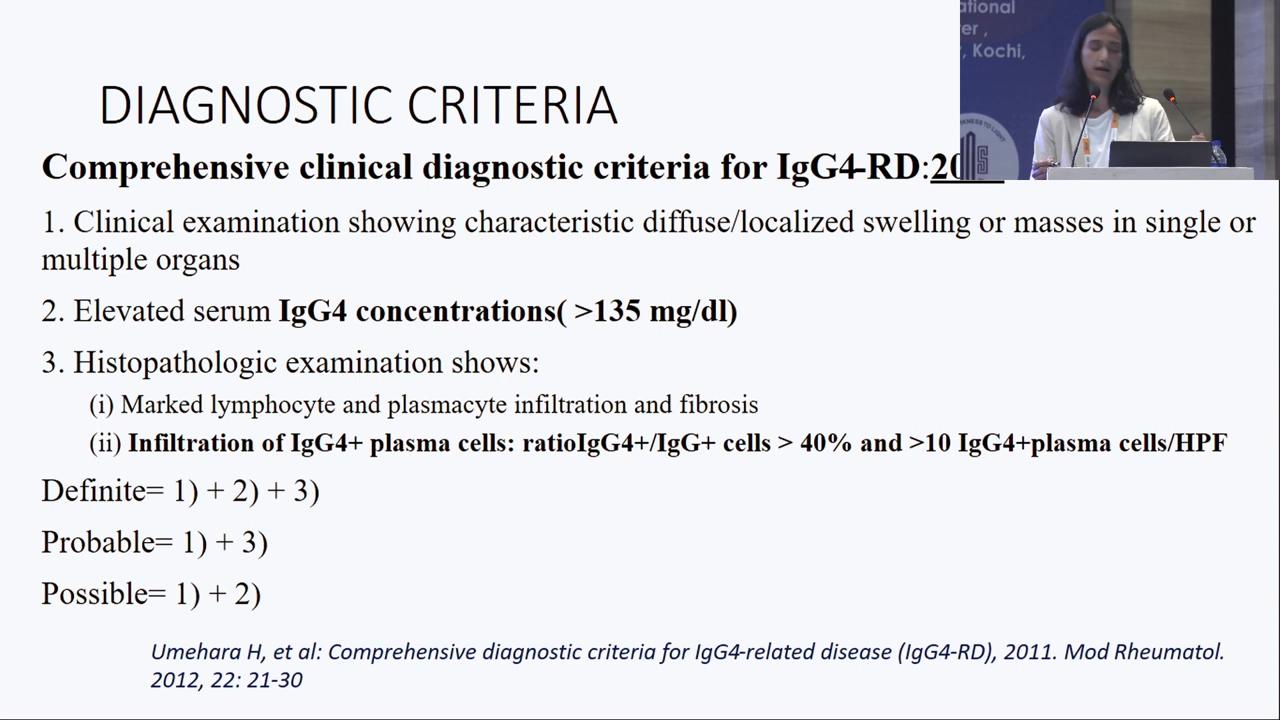 ational
er ,
, Kochi,
DIAGNOSTIC CRITERIA
Comprehensive clinical diagnostic criteria for IgG4-RD:20
1. Clinical examination showing characteristic diffuse/localized swelling or masses in single or
multiple organs
2. Elevated serum IgG4 concentrations( >135 mg/dl)
3. Histopathologic examination shows:
(i) Marked lymphocyte and plasmacyte infiltration and fibrosis
(ii) Infiltration of IgG4+ plasma cells: ratioIgG4+/IgG+ cells > 40% and >10 IgG4+plasma cells/HPF
Definite= 1) + 2) + 3)
Probable= 1) + 3)
Possible= 1) + 2)
Umehara H, et al: Comprehensive diagnostic criteria for IgG4-related disease (IgG4-RD), 2011. Mod Rheumatol.
2012, 22: 21-30